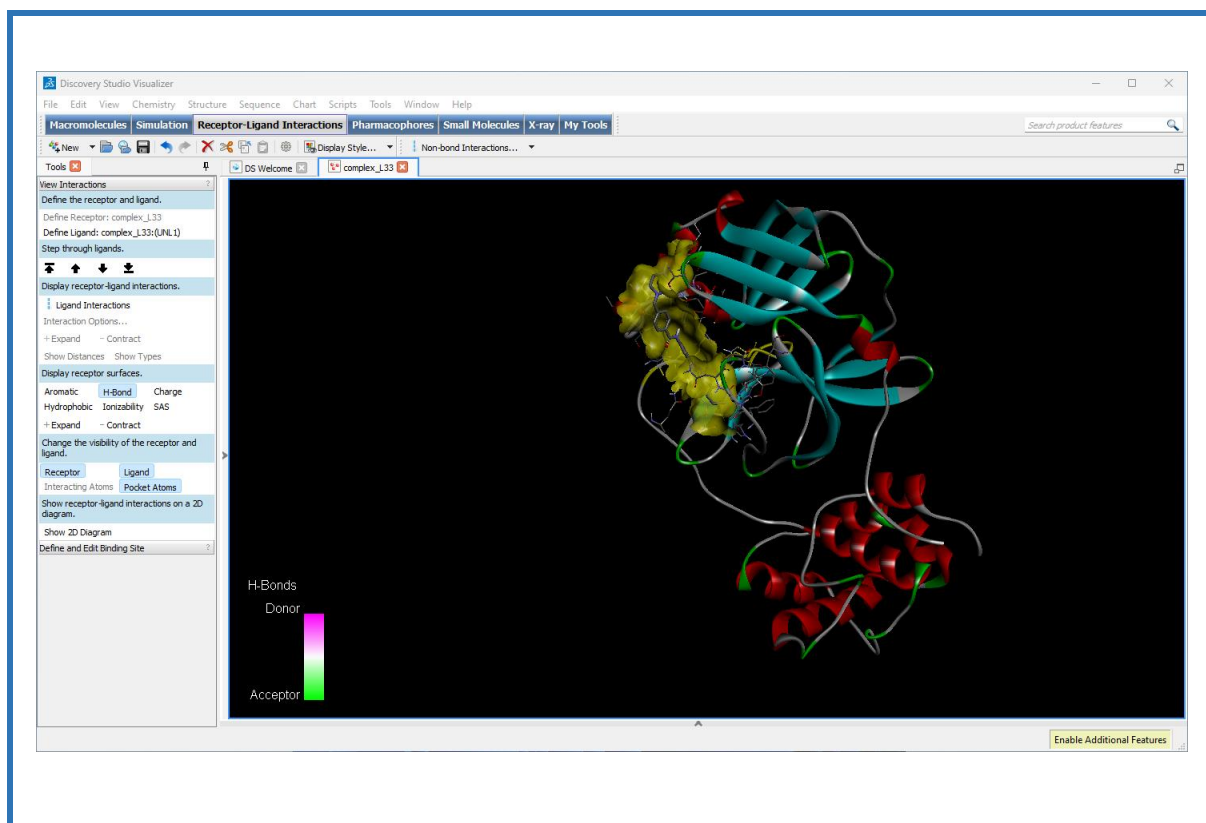 Discovery Studio Visualizer
File Edit View Chemistry Structure Sequence Chart Scripts Tools Window Help
Macromolecules Simulation Receptor-Ligand Interactions Pharmacophores Small Molecules X-ray My Tools
Search product features
New Display Style... Non-bond Interactions...
Tools
DS Welcome complex_L33
View Interactions ?
Define the receptor and ligand.
Define Receptor: complex_L33
Define Ligand: complex_L33:(UNL1)
Step through ligands.
Display receptor-ligand interactions.
Ligand Interactions
Interaction Options...
+ Expand - Contract
Show Distances Show Types
Display receptor surfaces.
Aromatic H-Bond Charge
Hydrophobic Ionizability SAS
+ Expand - Contract
Change the visibility of the receptor and
ligand.
Receptor Ligand
Interacting Atoms Pocket Atoms
Show receptor-ligand interactions on a 2D
diagram.
Show 2D Diagram
Define and Edit Binding Site ?
H-Bonds
Donor
Acceptor
Enable Additional Features